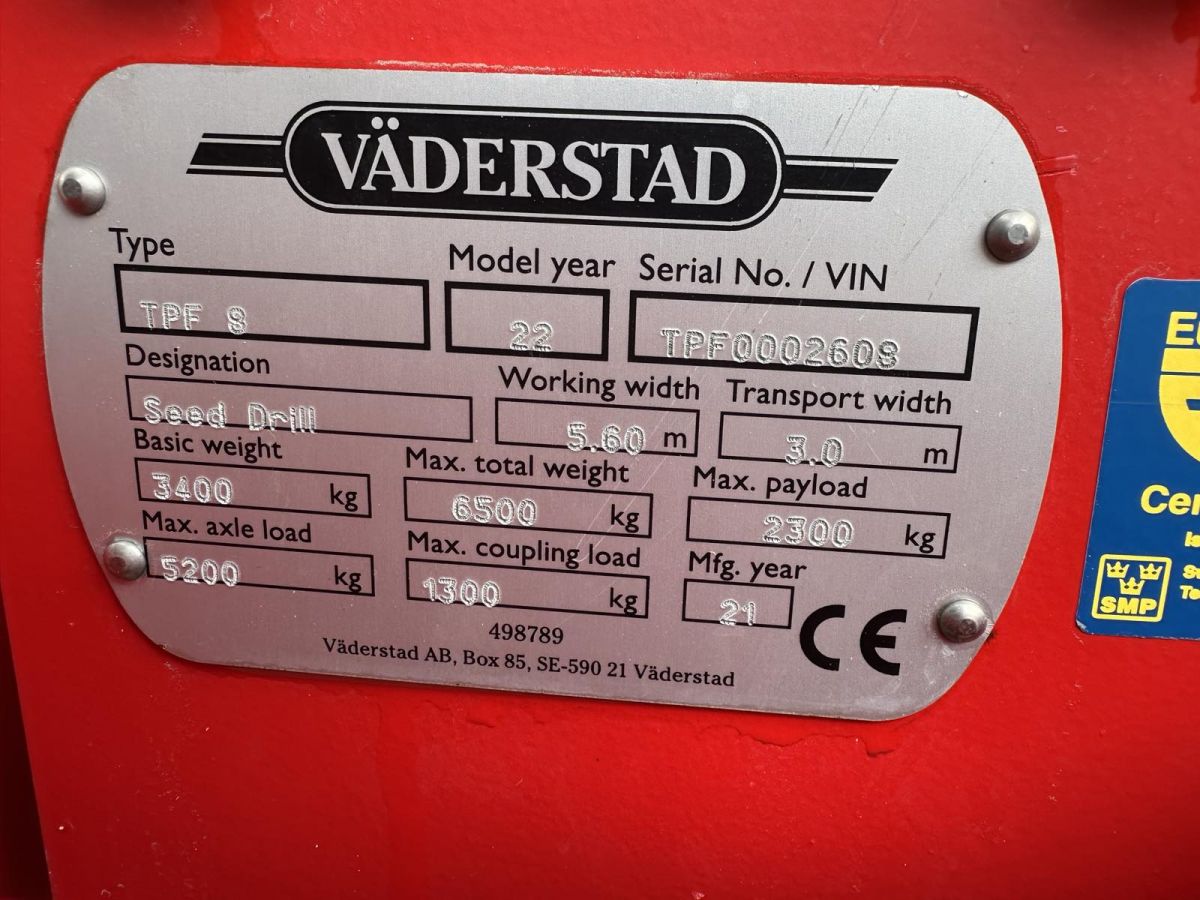 VÄDERSTAD
Type
Model year
Serial No. / VIN
TPF 8
22
TPF0002608
Designation
Working width
Transport width
Seed Drill
5.60 m
3.0 m
Basic weight
Max. total weight
Max. payload
3400 kg
6500 kg
2300 kg
Max. axle load
Max. coupling load
Mfg. year
5200 kg
1300 kg
21
CE
498789
Väderstad AB, Box 85, SE-590 21 Väderstad
SMP